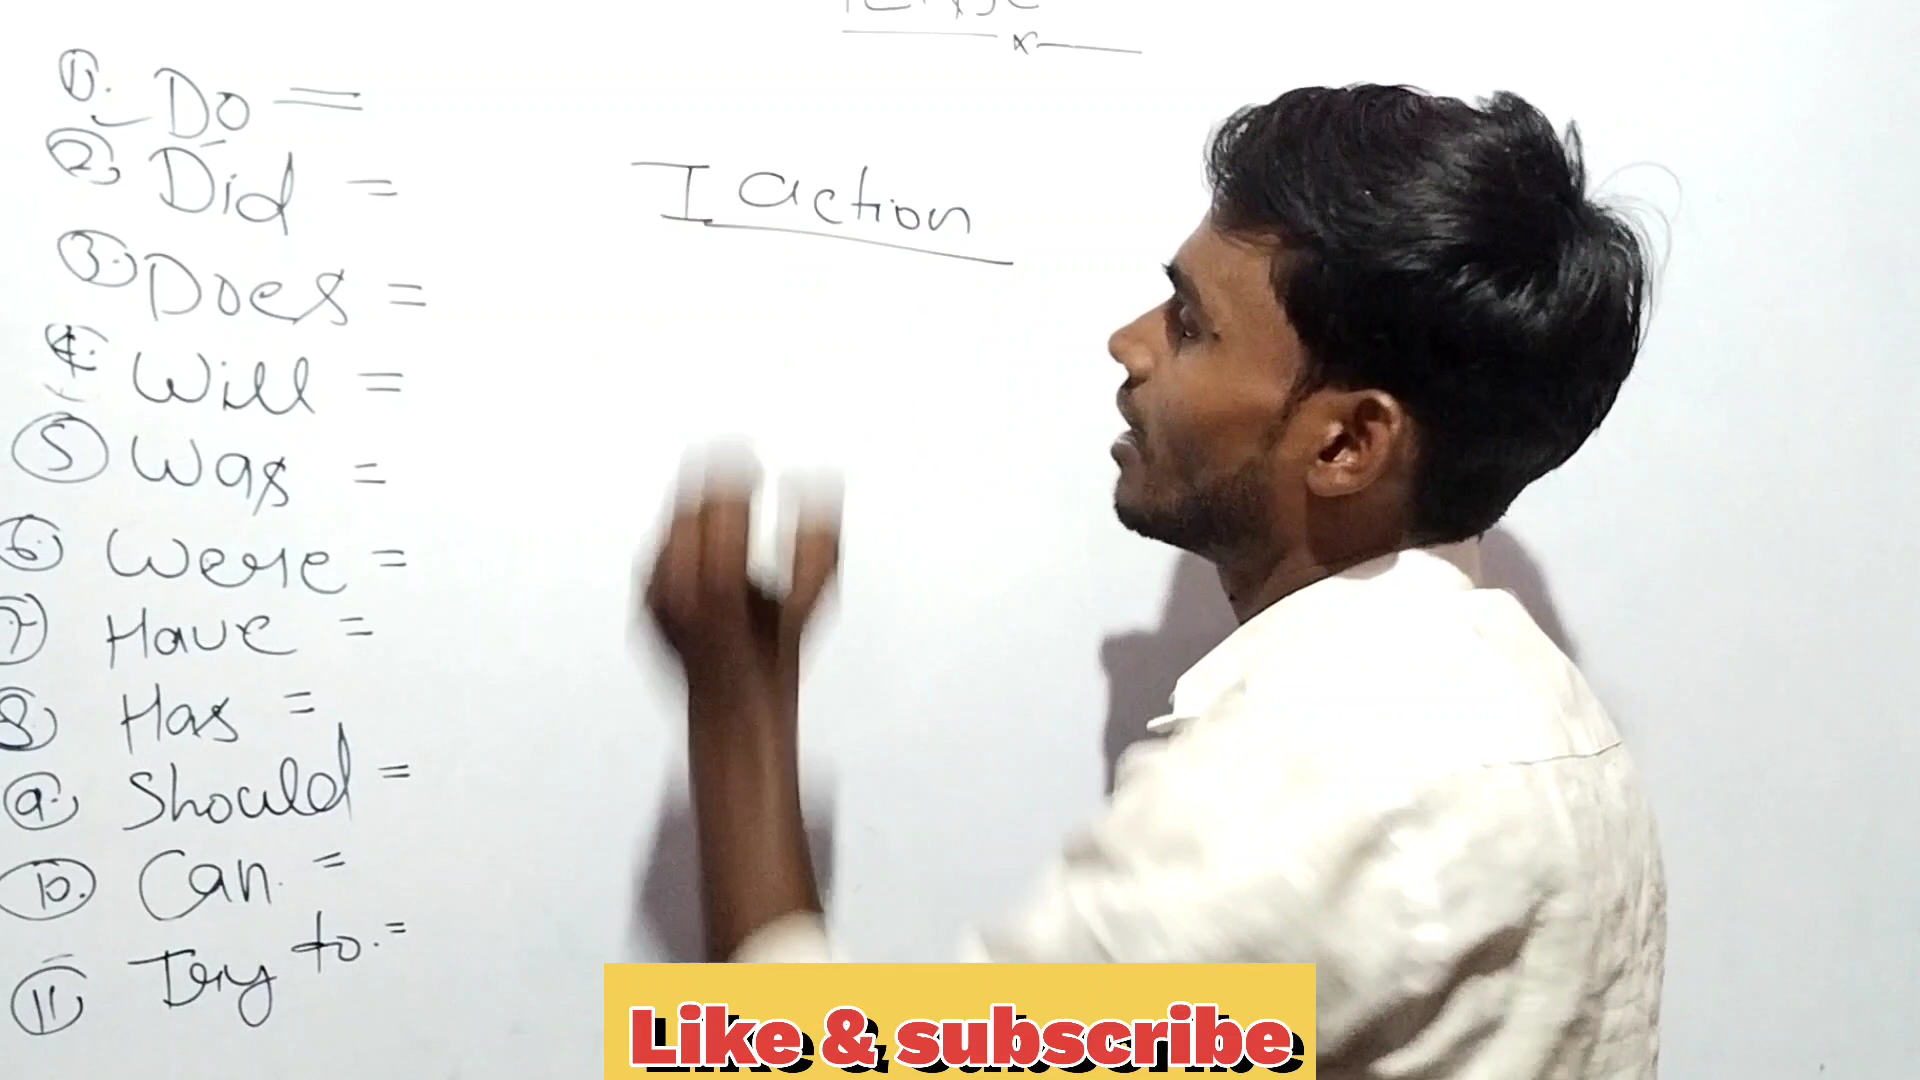 1. Do =
2. Did =
3. Does =
4. Will =
5 Was =
6 Were =
7 Have =
8. Has =
9. Should =
10. Can =
11 Try to. =
I action
Like & subscribe